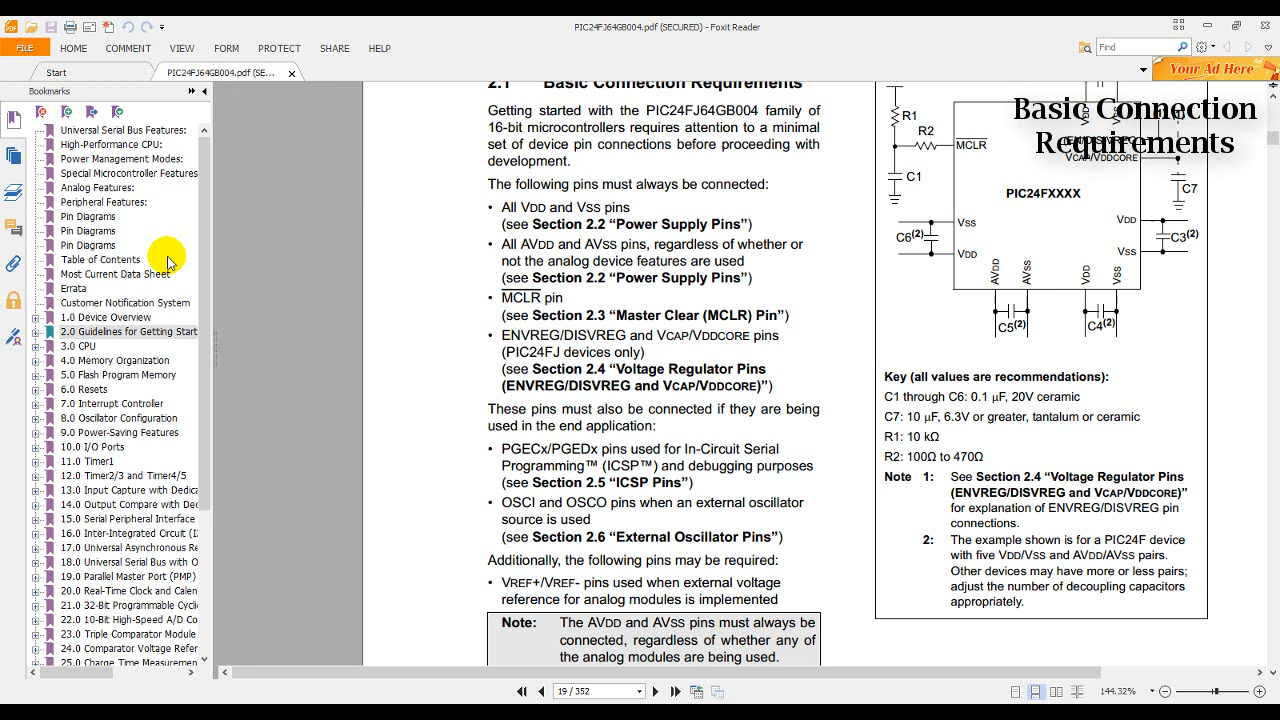 PIC24FJ64GB004.pdf (SECURED) - Foxit Reader
FILE HOME COMMENT VIEW FORM PROTECT SHARE HELP
Find
Start
PIC24FJ64GB004.pdf (SE...
Your Ad Here
Bookmarks
Universal Serial Bus Features:
High-Performance CPU:
Power Management Modes:
Special Microcontroller Features
Analog Features:
Peripheral Features:
Pin Diagrams
Pin Diagrams
Pin Diagrams
Table of Contents
Most Current Data Sheet
Errata
Customer Notification System
1.0 Device Overview
2.0 Guidelines for Getting Start
3.0 CPU
4.0 Memory Organization
5.0 Flash Program Memory
6.0 Resets
7.0 Interrupt Controller
8.0 Oscillator Configuration
9.0 Power-Saving Features
10.0 I/O Ports
11.0 Timer1
12.0 Timer2/3 and Timer4/5
13.0 Input Capture with Dedica
14.0 Output Compare with Dec
15.0 Serial Peripheral Interface
16.0 Inter-Integrated Circuit (I2
17.0 Universal Asynchronous Re
18.0 Universal Serial Bus with O
19.0 Parallel Master Port (PMP)
20.0 Real-Time Clock and Calen
21.0 32-Bit Programmable Cyclic
22.0 10-Bit High-Speed A/D Co
23.0 Triple Comparator Module
24.0 Comparator Voltage Refer
25.0 Charge Time Measuremen
2.1 Basic Connection Requirements
Getting started with the PIC24FJ64GB004 family of
16-bit microcontrollers requires attention to a minimal
set of device pin connections before proceeding with
development.
The following pins must always be connected:
• All VDD and VSS pins
(see Section 2.2 “Power Supply Pins”)
• All AVDD and AVSS pins, regardless of whether or
not the analog device features are used
(see Section 2.2 “Power Supply Pins”)
• MCLR pin
(see Section 2.3 “Master Clear (MCLR) Pin”)
• ENVREG/DISVREG and VCAP/VDDCORE pins
(PIC24FJ devices only)
(see Section 2.4 “Voltage Regulator Pins
(ENVREG/DISVREG and VCAP/VDDCORE)”)
These pins must also be connected if they are being
used in the end application:
• PGECx/PGEDx pins used for In-Circuit Serial
Programming™ (ICSP™) and debugging purposes
(see Section 2.5 “ICSP Pins”)
• OSCI and OSCO pins when an external oscillator
source is used
(see Section 2.6 “External Oscillator Pins”)
Additionally, the following pins may be required:
• VREF+/VREF- pins used when external voltage
reference for analog modules is implemented
Note: The AVDD and AVSS pins must always be
connected, regardless of whether any of
the analog modules are being used.
Basic Connection
Requirements
R1
R2
MCLR
VDD
VSS
(EN/DISVREG
VCAP/VDDCORE
C1
C7
PIC24FXXXX
VSS
VDD
C6(2)
VDD
VSS
C3(2)
AVDD
AVSS
VDD
VSS
C5(2)
C4(2)
Key (all values are recommendations):
C1 through C6: 0.1 μF, 20V ceramic
C7: 10 μF, 6.3V or greater, tantalum or ceramic
R1: 10 kΩ
R2: 100Ω to 470Ω
Note 1: See Section 2.4 “Voltage Regulator Pins
(ENVREG/DISVREG and VCAP/VDDCORE)”
for explanation of ENVREG/DISVREG pin
connections.
2: The example shown is for a PIC24F device
with five VDD/VSS and AVDD/AVSS pairs.
Other devices may have more or less pairs;
adjust the number of decoupling capacitors
appropriately.
19 / 352
144.32%